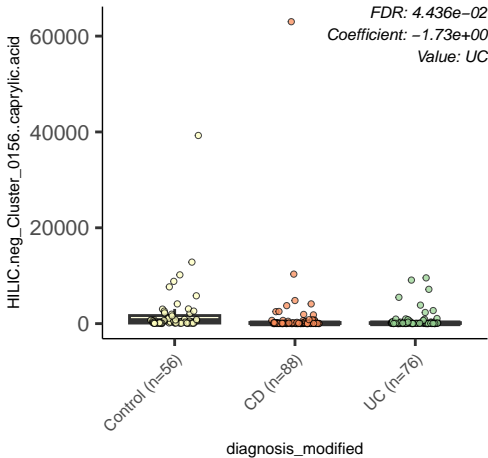 FDR: 4.436e−02
Coefficient: −1.73e+00
Value: UC
HILIC.neg_Cluster_0156..caprylic.acid
60000
40000
20000
0
Control (n=56)
CD (n=88)
UC (n=76)
diagnosis_modified